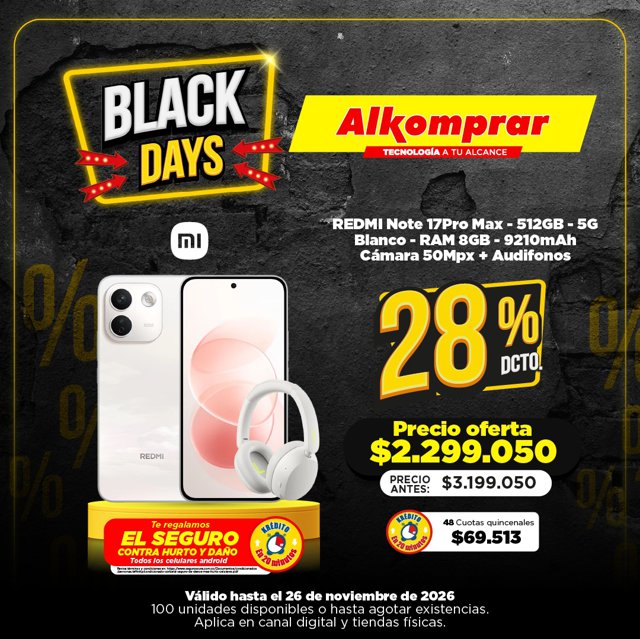 BLACK
DAYS
Alkomprar
TECNOLOGÍA A TU ALCANCE
REDMI Note 17Pro Max - 512GB - 5G
Blanco - RAM 8GB - 9210mAh
Cámara 50Mpx + Audifonos
28% DCTO.
Precio oferta
$2.299.050
PRECIO ANTES: $3.199.050
REDMI
Te regalamos
EL SEGURO
CONTRA HURTO Y DAÑO
Todos los celulares android
KRÉDITO
En 20 minutos
KRÉDITO
En 20 minutos
48 Cuotas quincenales
$69.513
Válido hasta el 26 de noviembre de 2026
100 unidades disponibles o hasta agotar existencias.
Aplica en canal digital y tiendas físicas.